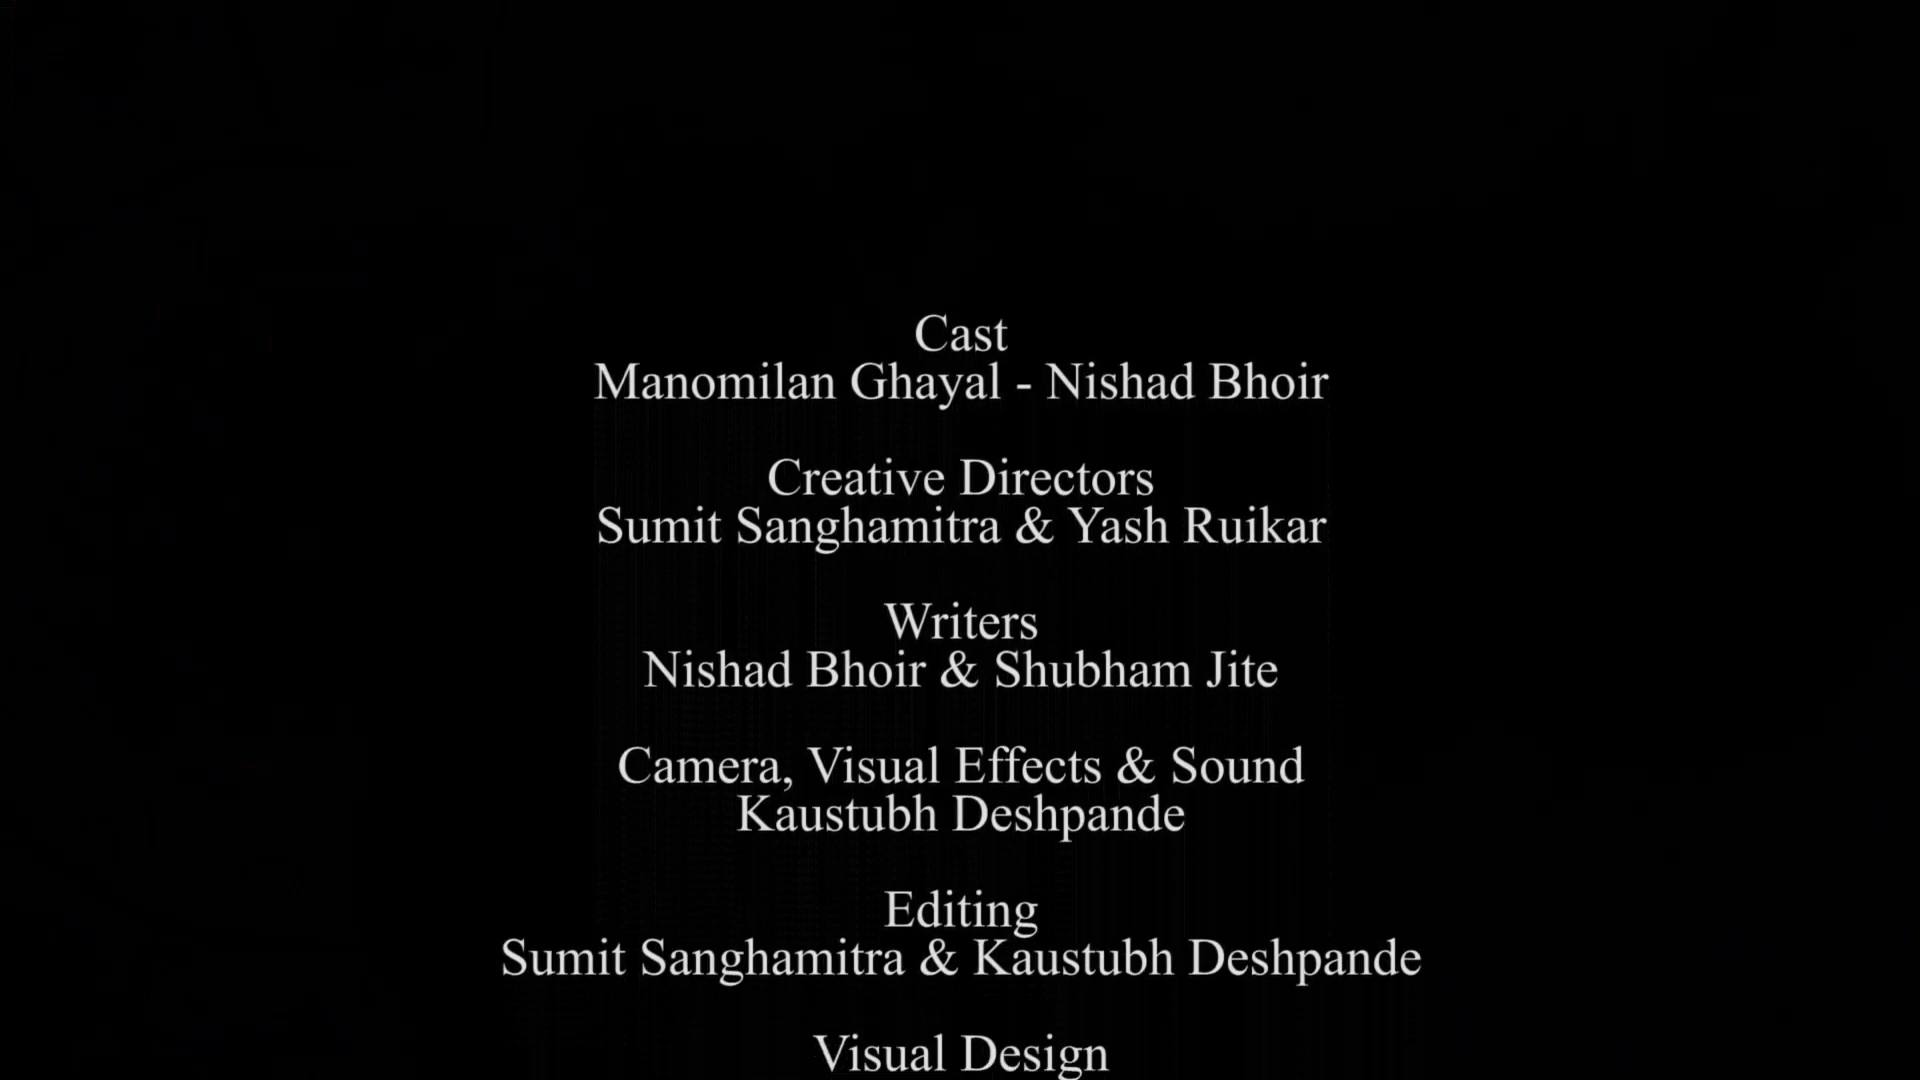 Cast
Manomilan Ghayal - Nishad Bhoir
Creative Directors
Sumit Sanghamitra & Yash Ruikar
Writers
Nishad Bhoir & Shubham Jite
Camera, Visual Effects & Sound
Kaustubh Deshpande
Editing
Sumit Sanghamitra & Kaustubh Deshpande
Visual Design